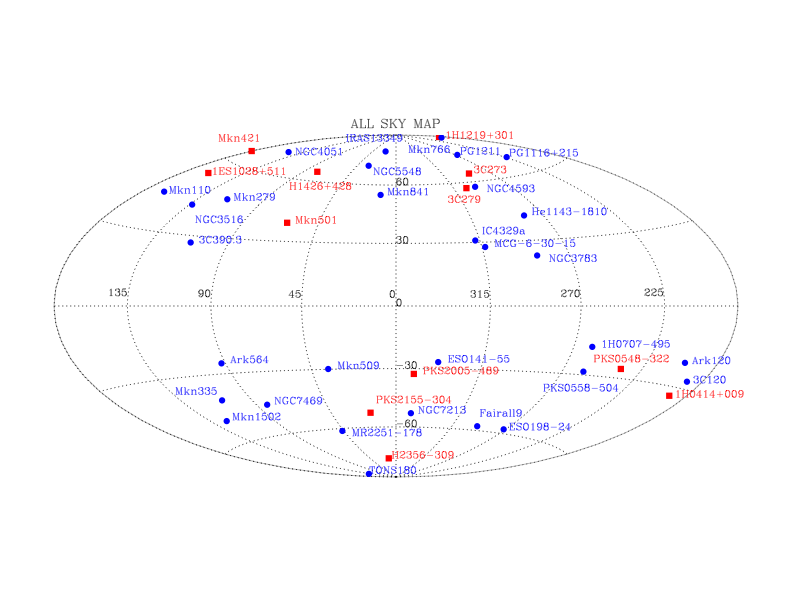 ALL SKY MAP
Mkn421
IRAS13349
1H1219+301
NGC4051
Mkn766
PG1211
PG1116+215
1ES1028+511
NGC5548
3C273
Mkn110
H1426+428
60
NGC4593
Mkn279
Mkn841
3C279
NGC3516
Mkn501
He1143-1810
3C390.3
30
IC4329a
MCG-6-30-15
NGC3783
135
90
45
0
315
270
225
0
1H0707-495
Ark564
Mkn509
-30
ESO141-55
PKS2005-489
PKS0548-322
Ark120
3C120
Mkn335
PKS2155-304
PKS0558-504
1H0414+009
NGC7469
NGC7213
Fairall9
Mkn1502
-60
ESO198-24
MR2251-178
H2356-309
TONS180